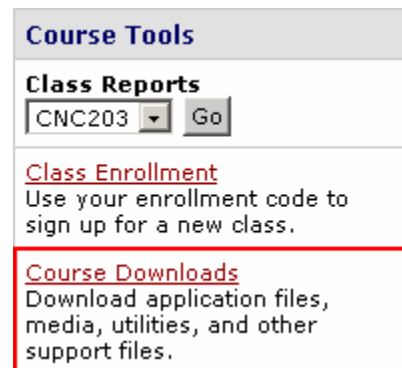 Course Tools
Class Reports
CNC203 Go
Class Enrollment
Use your enrollment code to
sign up for a new class.
Course Downloads
Download application files,
media, utilities, and other
support files.